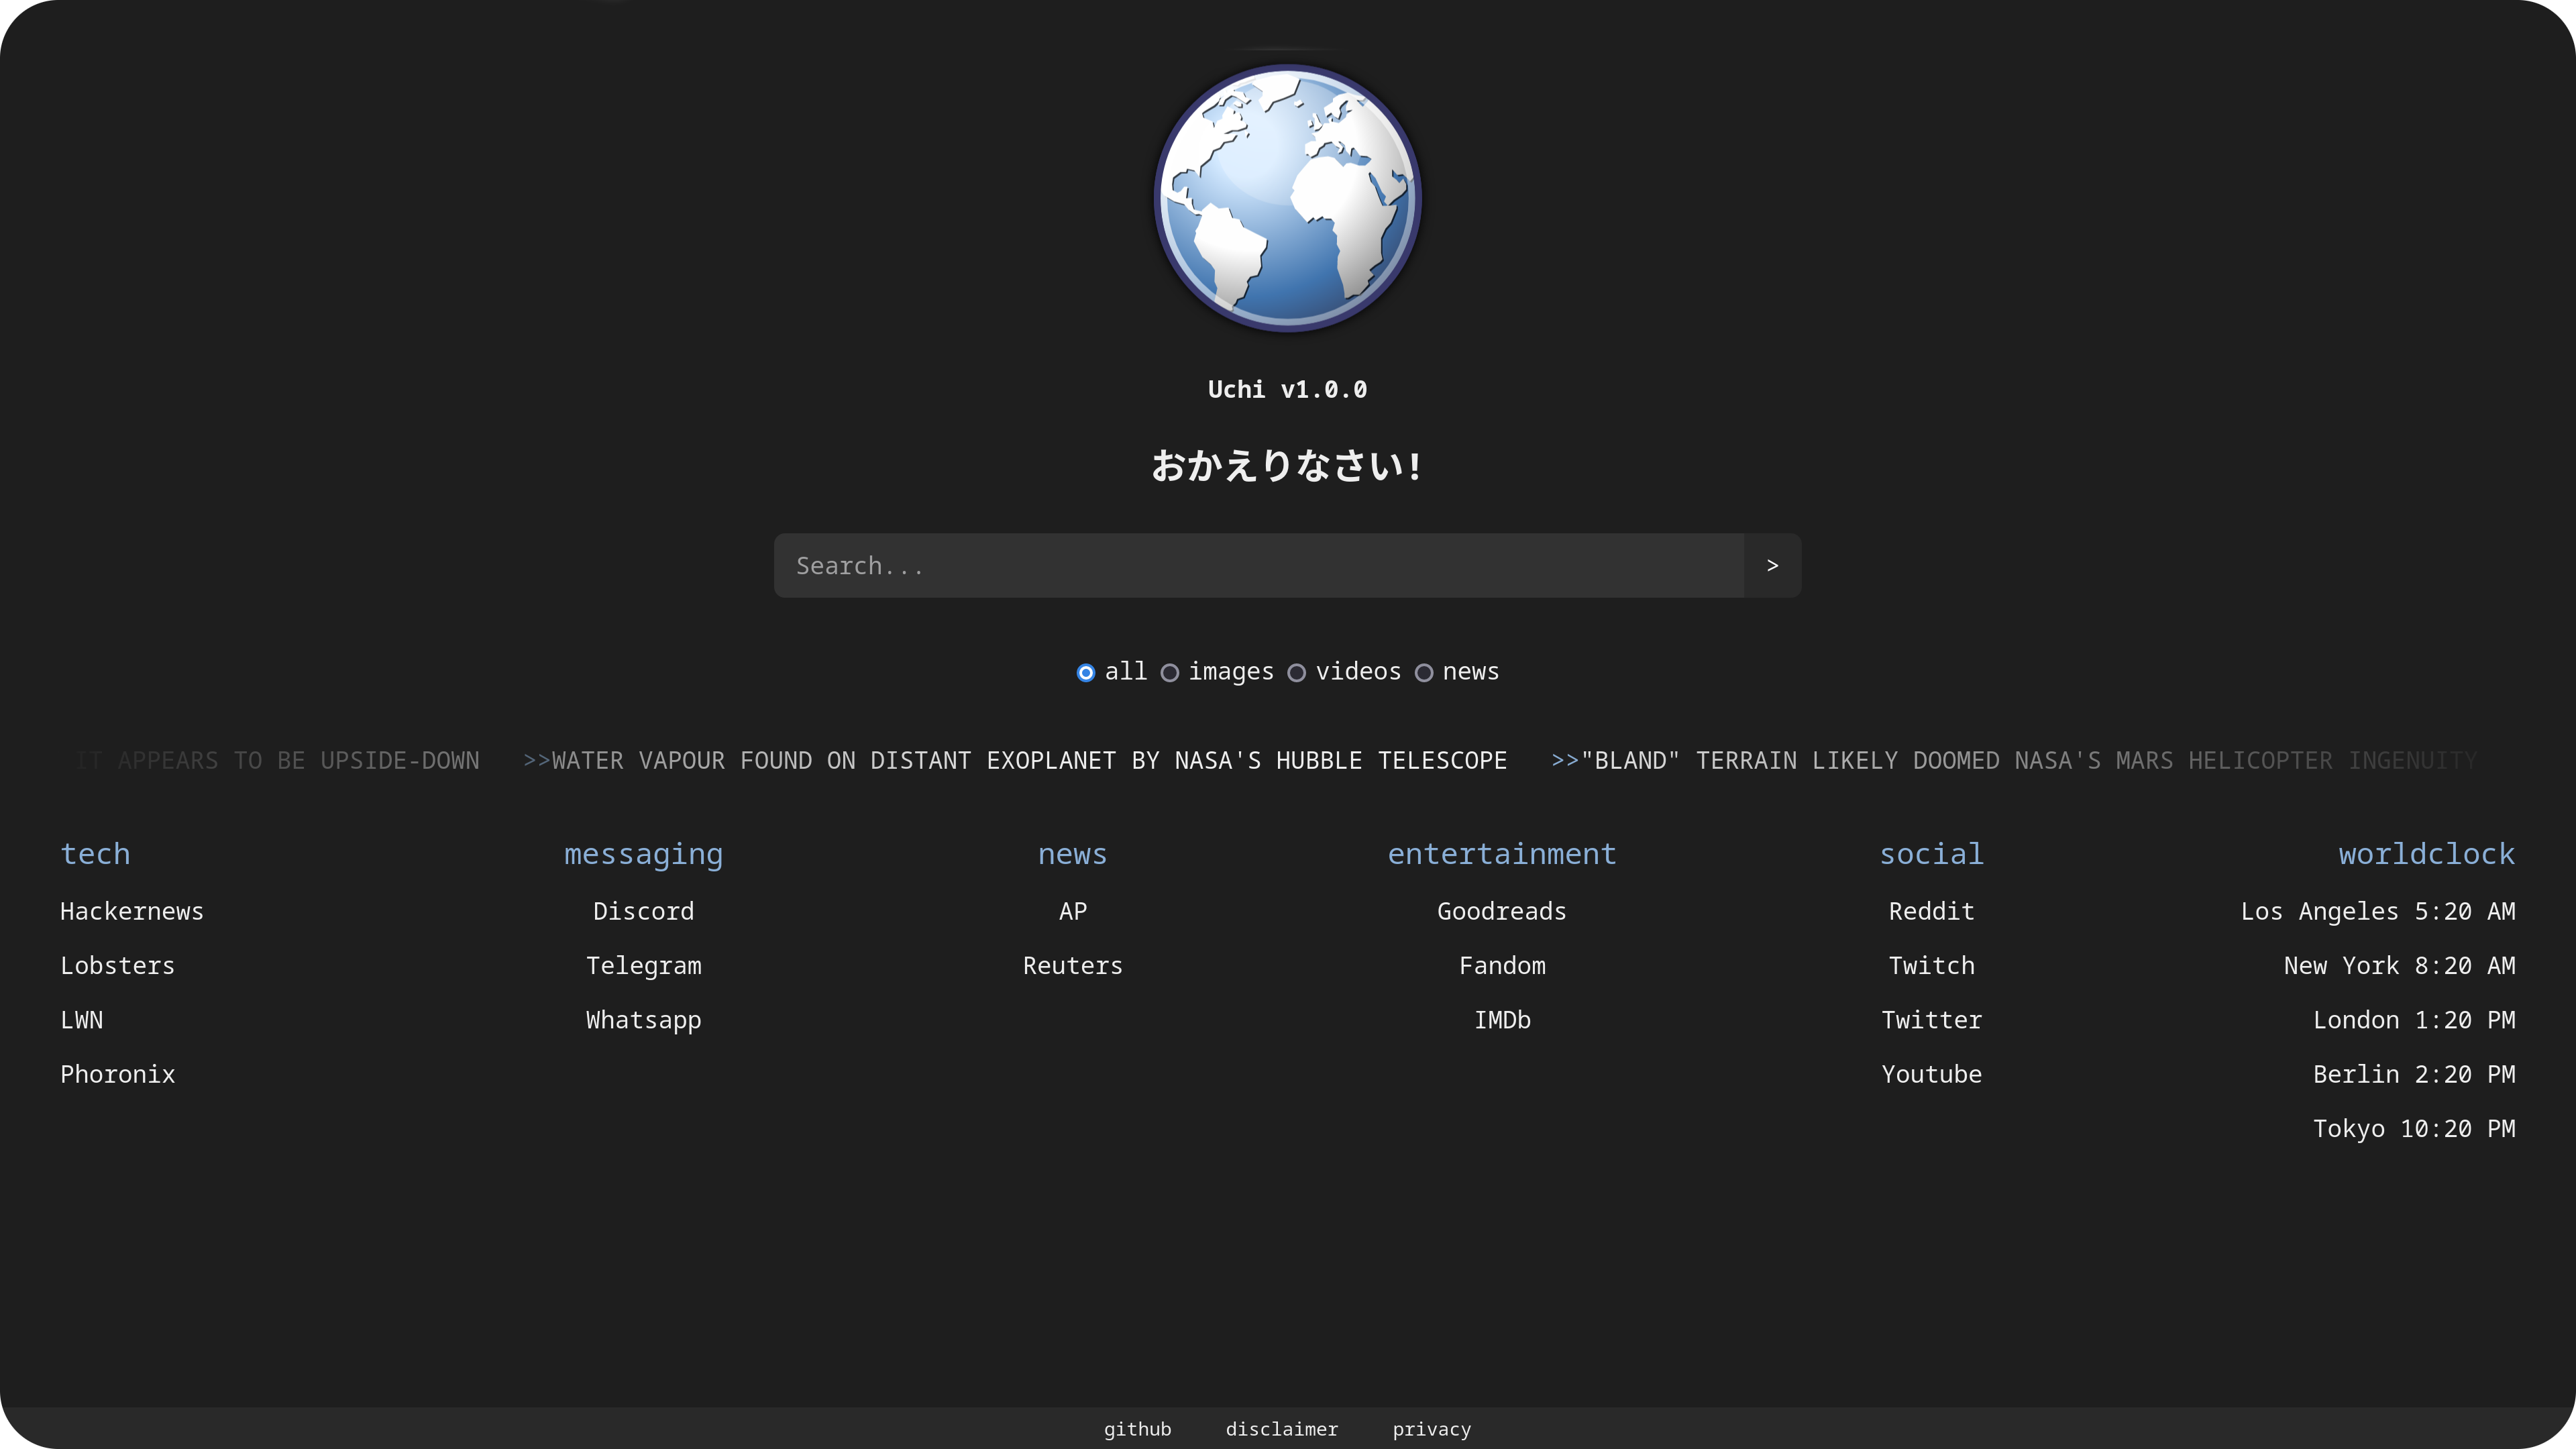 Uchi v1.0.0
おかえりなさい!
Search... >
all images videos news
IT APPEARS TO BE UPSIDE-DOWN >>WATER VAPOUR FOUND ON DISTANT EXOPLANET BY NASA'S HUBBLE TELESCOPE >>"BLAND" TERRAIN LIKELY DOOMED NASA'S MARS HELICOPTER INGENUITY
tech
Hackernews
Lobsters
LWN
Phoronix
messaging
Discord
Telegram
Whatsapp
news
AP
Reuters
entertainment
Goodreads
Fandom
IMDb
social
Reddit
Twitch
Twitter
Youtube
worldclock
Los Angeles 5:20 AM
New York 8:20 AM
London 1:20 PM
Berlin 2:20 PM
Tokyo 10:20 PM
github disclaimer privacy